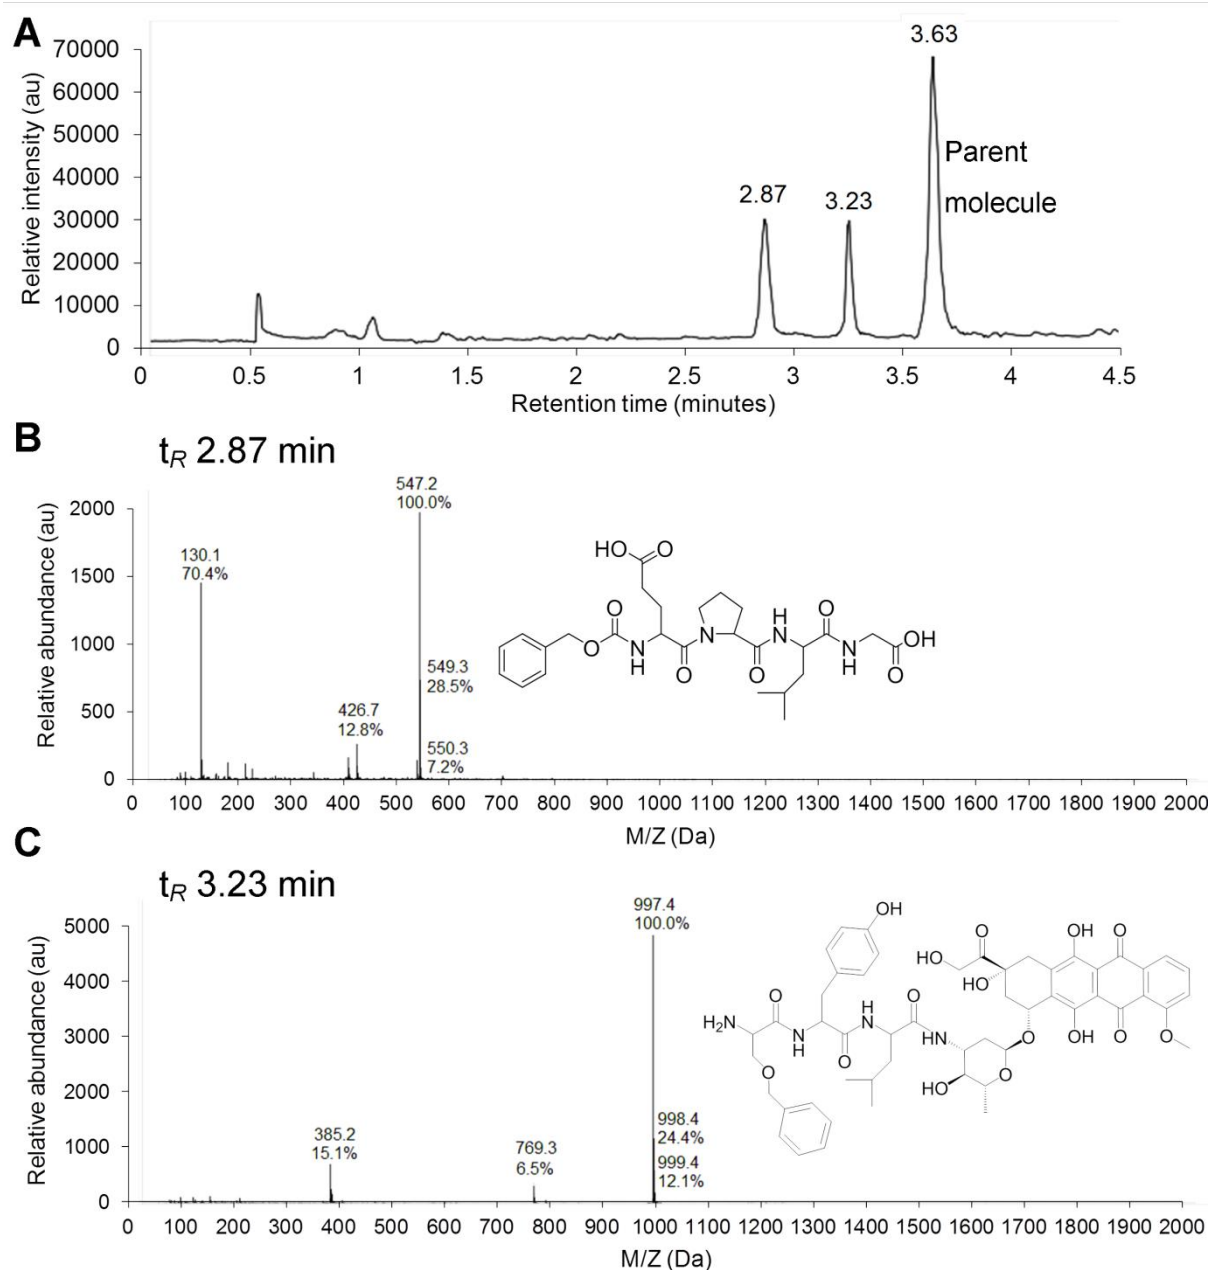 A
70000
60000
50000
40000
30000
20000
10000
0
Relative intensity (au)
2.87
3.23
3.63
Parent
molecule
0 0.5 1 1.5 2 2.5 3 3.5 4 4.5
Retention time (minutes)
B
tR 2.87 min
2000
1500
1000
500
0
Relative abundance (au)
130.1
70.4%
426.7
12.8%
547.2
100.0%
549.3
28.5%
550.3
7.2%
HO
O
O
O
N
H
O
N
O
H
N
O
N
H
OH
O
0 100 200 300 400 500 600 700 800 900 1000 1100 1200 1300 1400 1500 1600 1700 1800 1900 2000
M/Z (Da)
C
tR 3.23 min
5000
4000
3000
2000
1000
0
Relative abundance (au)
385.2
15.1%
769.3
6.5%
997.4
100.0%
998.4
24.4%
999.4
12.1%
H2N
O
O
N
H
OH
O
H
N
O
HN
HO
O
O
HO
O
HO
OH
O
OH
O
O
0 100 200 300 400 500 600 700 800 900 1000 1100 1200 1300 1400 1500 1600 1700 1800 1900 2000
M/Z (Da)